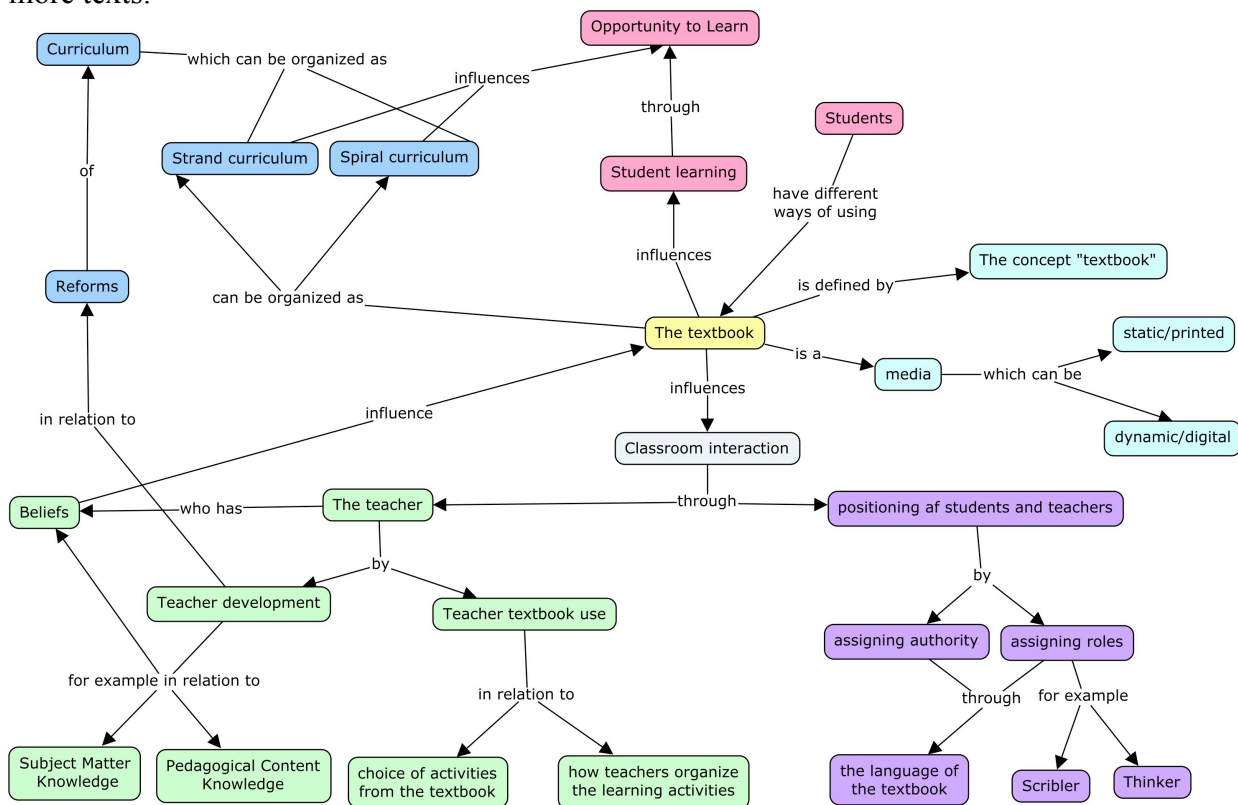 more texts.
Opportunity to Learn
Curriculum
which can be organized as
influences
through
Students
Strand curriculum
Spiral curriculum
of
Student learning
have different
ways of using
influences
The concept "textbook"
is defined by
Reforms
can be organized as
The textbook
static/printed
is a
media
which can be
influences
in relation to
influence
dynamic/digital
Classroom interaction
Beliefs
who has
The teacher
through
positioning af students and teachers
by
by
Teacher development
Teacher textbook use
assigning authority
assigning roles
for example in relation to
in relation to
through
for example
Subject Matter
Knowledge
Pedagogical Content
Knowledge
choice of activities
from the textbook
how teachers organize
the learning activities
the language of
the textbook
Scribler
Thinker